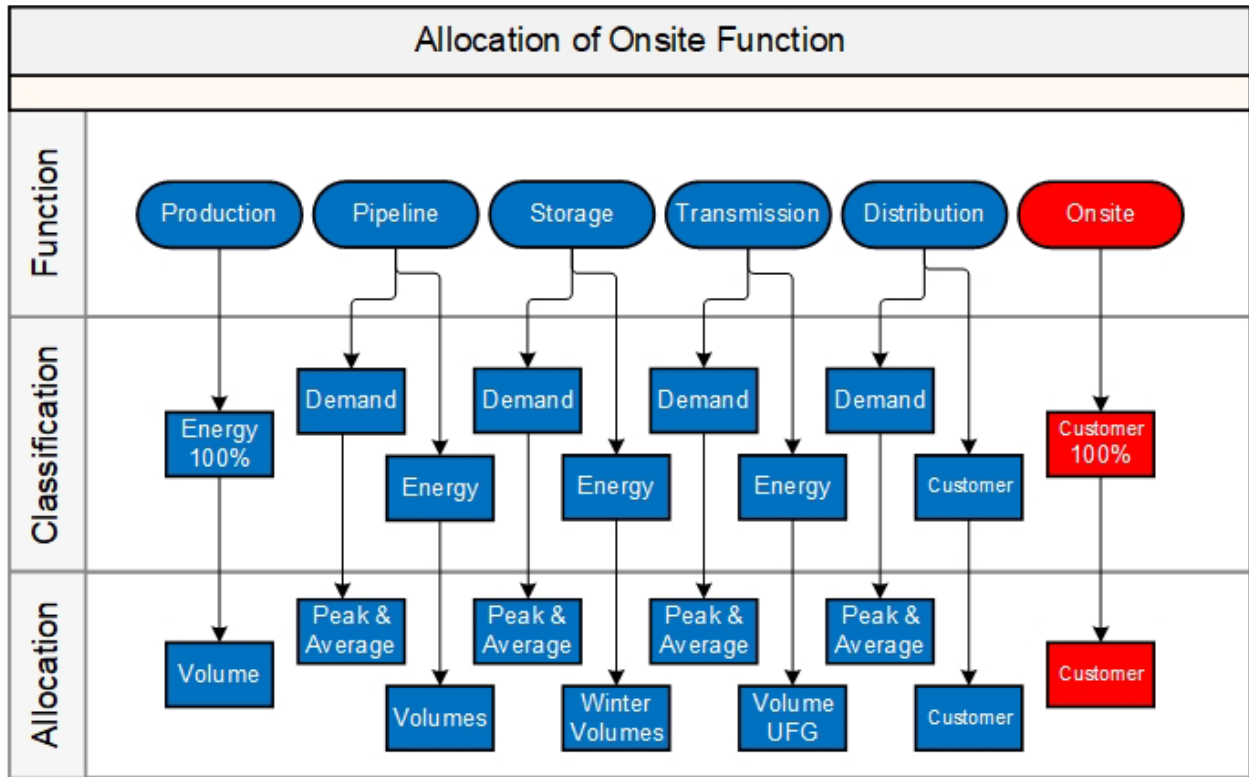 Allocation of Onsite Function
Function
Production
Pipeline
Storage
Transmission
Distribution
Onsite
Classification
Energy
100%
Demand
Energy
Demand
Energy
Demand
Energy
Demand
Customer
Customer
100%
Allocation
Volume
Peak &
Average
Volumes
Peak &
Average
Winter
Volumes
Peak &
Average
Volume
UFG
Peak &
Average
Customer
Customer